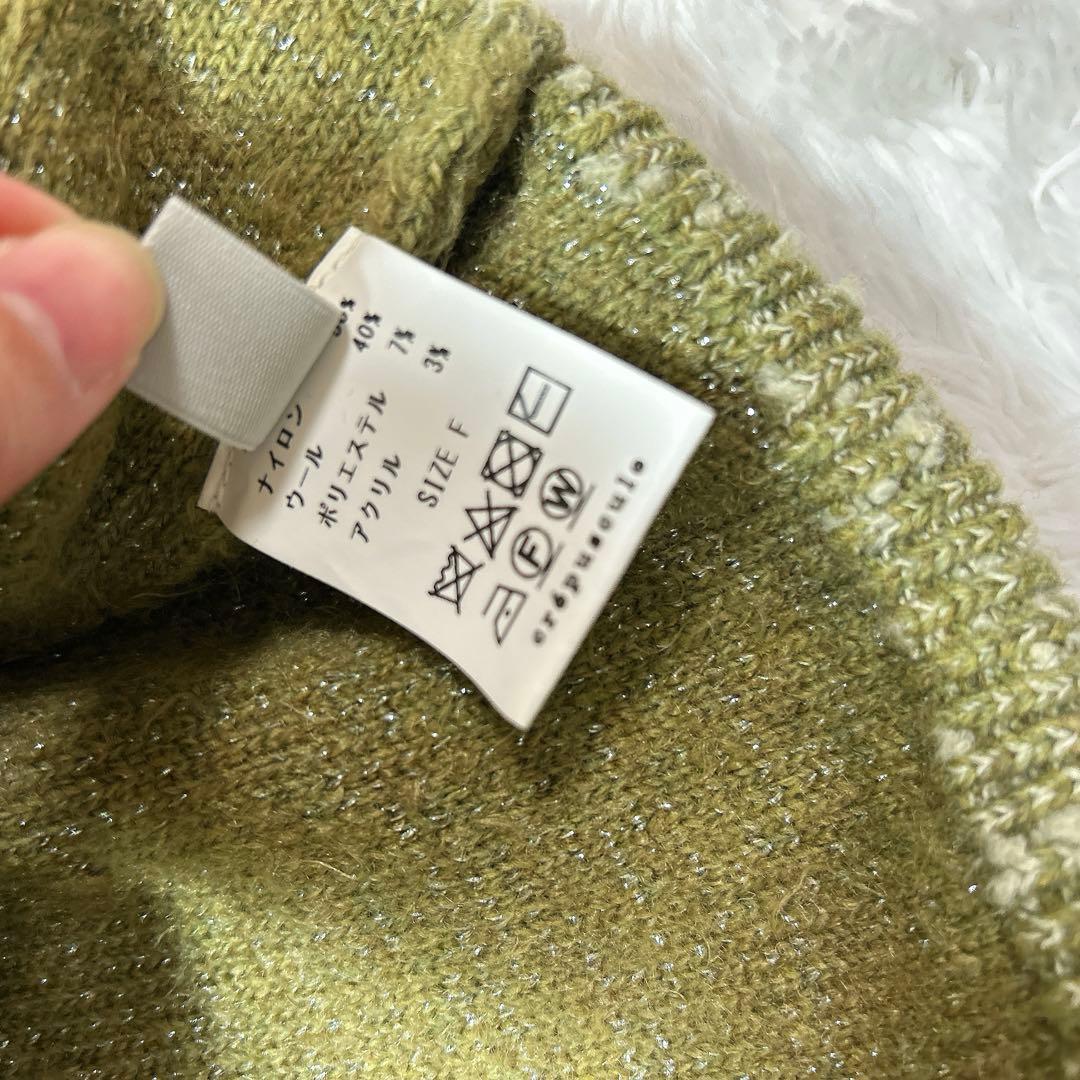 ナイロン
ウール 40%
ポリエステル 7%
アクリル 3%
SIZE F
F W
crépuscule